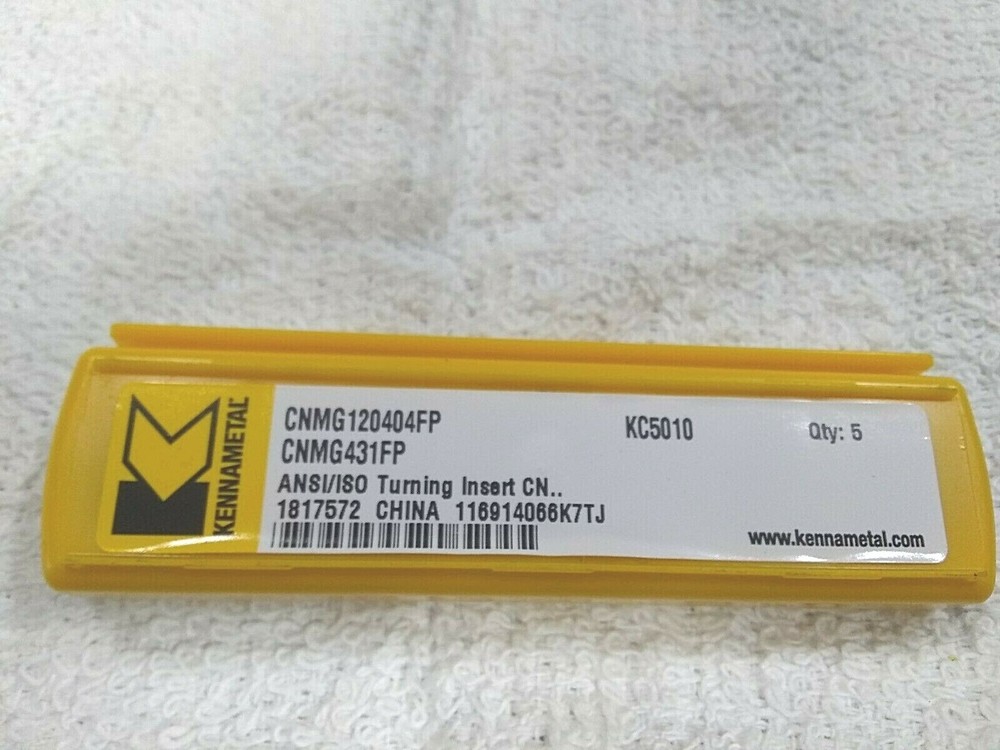 KENNAMETAL
CNMG120404FP
KC5010
Qty: 5
CNMG431FP
ANSI/ISO Turning Insert CN..
1817572 CHINA 116914066K7TJ
www.kennametal.com